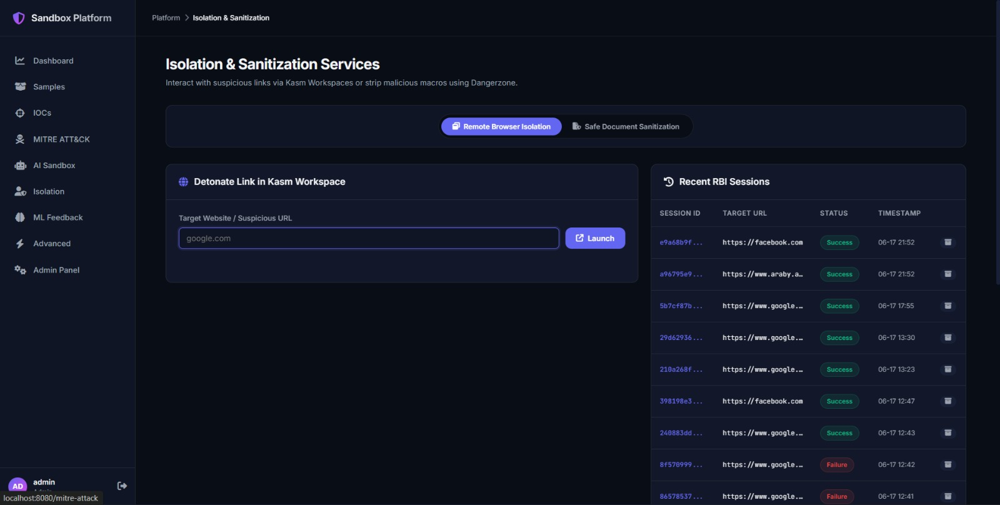 Sandbox Platform
Platform > Isolation & Sanitization
Dashboard
Samples
IOCs
MITRE ATT&CK
AI Sandbox
Isolation
ML Feedback
Advanced
Admin Panel
Isolation & Sanitization Services
Interact with suspicious links via Kasm Workspaces or strip malicious macros using Dangerzone.
Remote Browser Isolation
Safe Document Sanitization
Detonate Link in Kasm Workspace
Target Website / Suspicious URL
google.com
Launch
Recent RBI Sessions
SESSION ID TARGET URL STATUS TIMESTAMP
e9a68b9f... https://facebook.com Success 06-17 21:52
a96795e9... https://www.araby.a… Success 06-17 21:52
5b7cf87b... https://www.google.… Success 06-17 17:55
29d62936... https://www.google.… Success 06-17 13:30
210a268f... https://www.google.… Success 06-17 13:23
398198e3... https://facebook.com Success 06-17 12:47
240883dd... https://www.google.… Success 06-17 12:43
8f570999... https://www.google.… Failure 06-17 12:42
86578537... https://www.google.… Failure 06-17 12:41
AD
admin
localhost:8080/mitre-attack